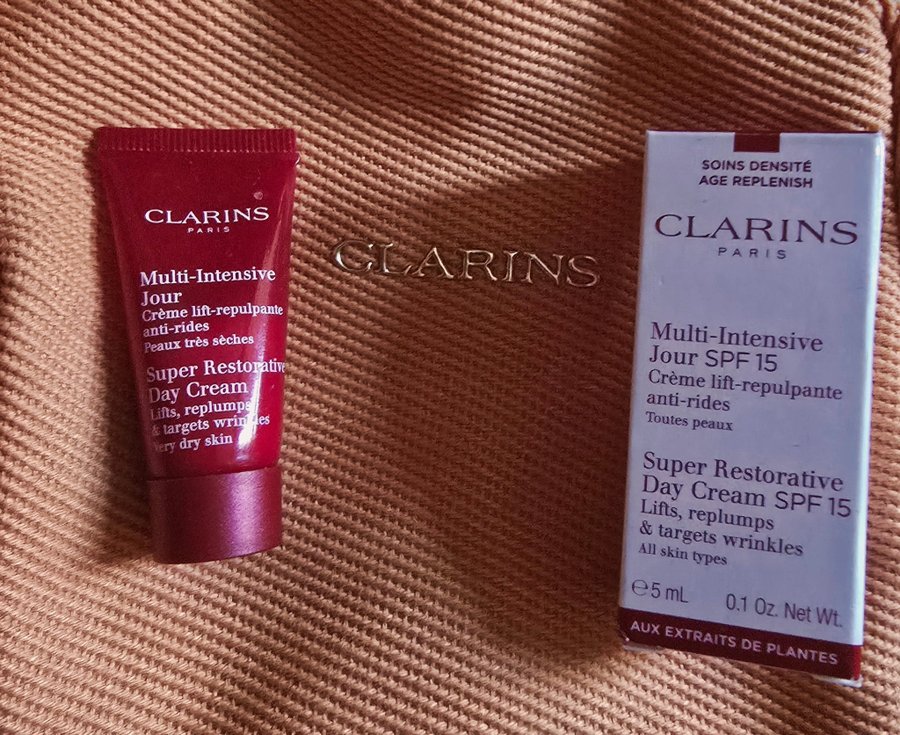 CLARINS
PARIS
Multi-Intensive
Jour
Crème lift-repulpante
anti-rides
Peaux très sèches
Super Restorative
Day Cream
Lifts, replumps
& targets wrinkles
Very dry skin
CLARINS
SOINS DENSITÉ
AGE REPLENISH
CLARINS
PARIS
Multi-Intensive
Jour SPF 15
Crème lift-repulpante
anti-rides
Toutes peaux
Super Restorative
Day Cream SPF 15
Lifts, replumps
& targets wrinkles
All skin types
℮ 5 mL 0.1 Oz. Net Wt.
AUX EXTRAITS DE PLANTES